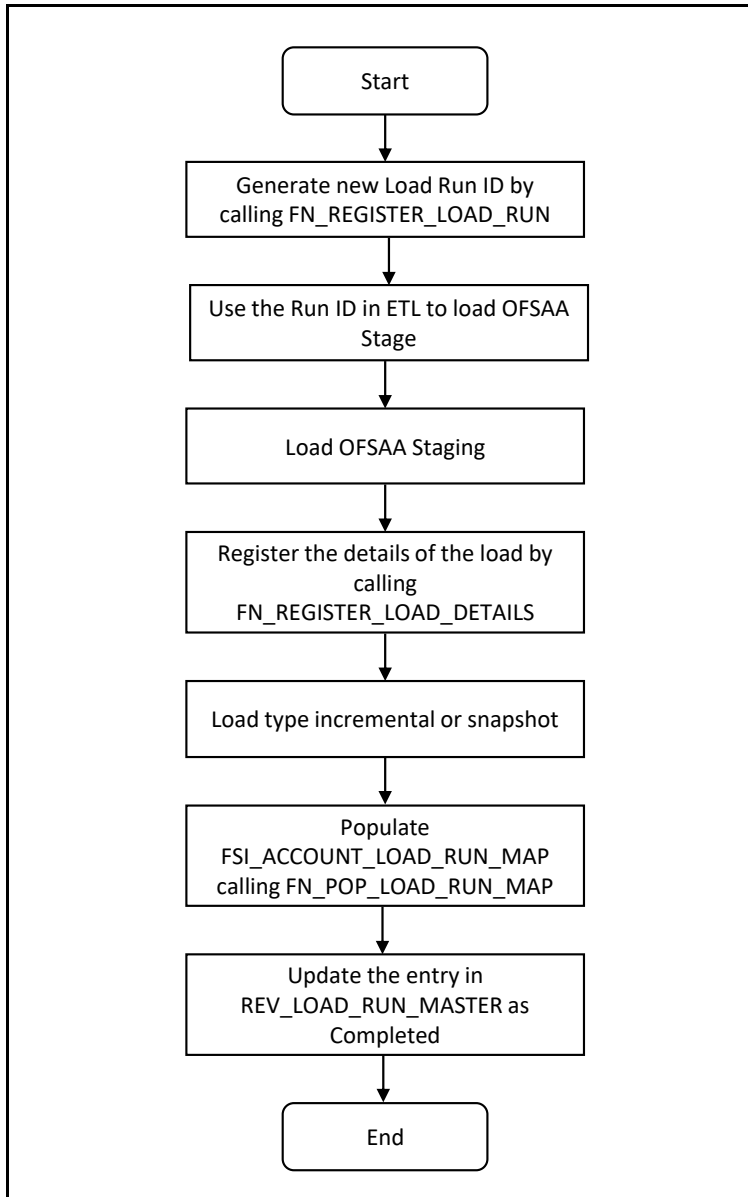 Start
Generate new Load Run ID by
calling FN_REGISTER_LOAD_RUN
Use the Run ID in ETL to load OFSAA
Stage
Load OFSAA Staging
Register the details of the load by
calling
FN_REGISTER_LOAD_DETAILS
Load type incremental or snapshot
Populate
FSI_ACCOUNT_LOAD_RUN_MAP
calling FN_POP_LOAD_RUN_MAP
Update the entry in
REV_LOAD_RUN_MASTER as
Completed
End